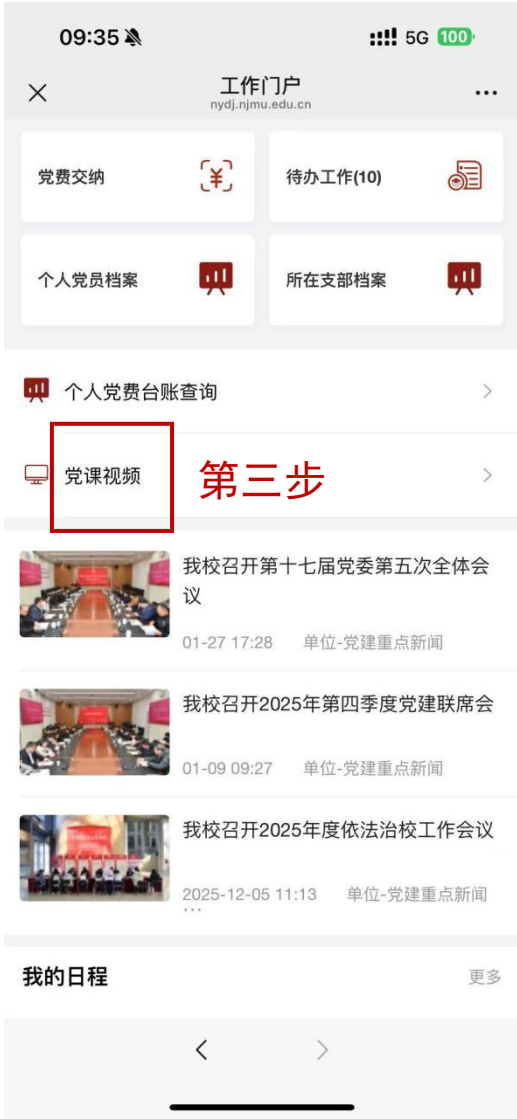 09:35
5G 100
工作门户
nydj.njmu.edu.cn
党费交纳
待办工作(10)
个人党员档案
所在支部档案
个人党费台账查询
党课视频
第三步
我校召开第十七届党委第五次全体会
议
01-27 17:28 单位-党建重点新闻
我校召开2025年第四季度党建联席会
01-09 09:27 单位-党建重点新闻
我校召开2025年度依法治校工作会议
2025-12-05 11:13 单位-党建重点新闻
...
我的日程
更多